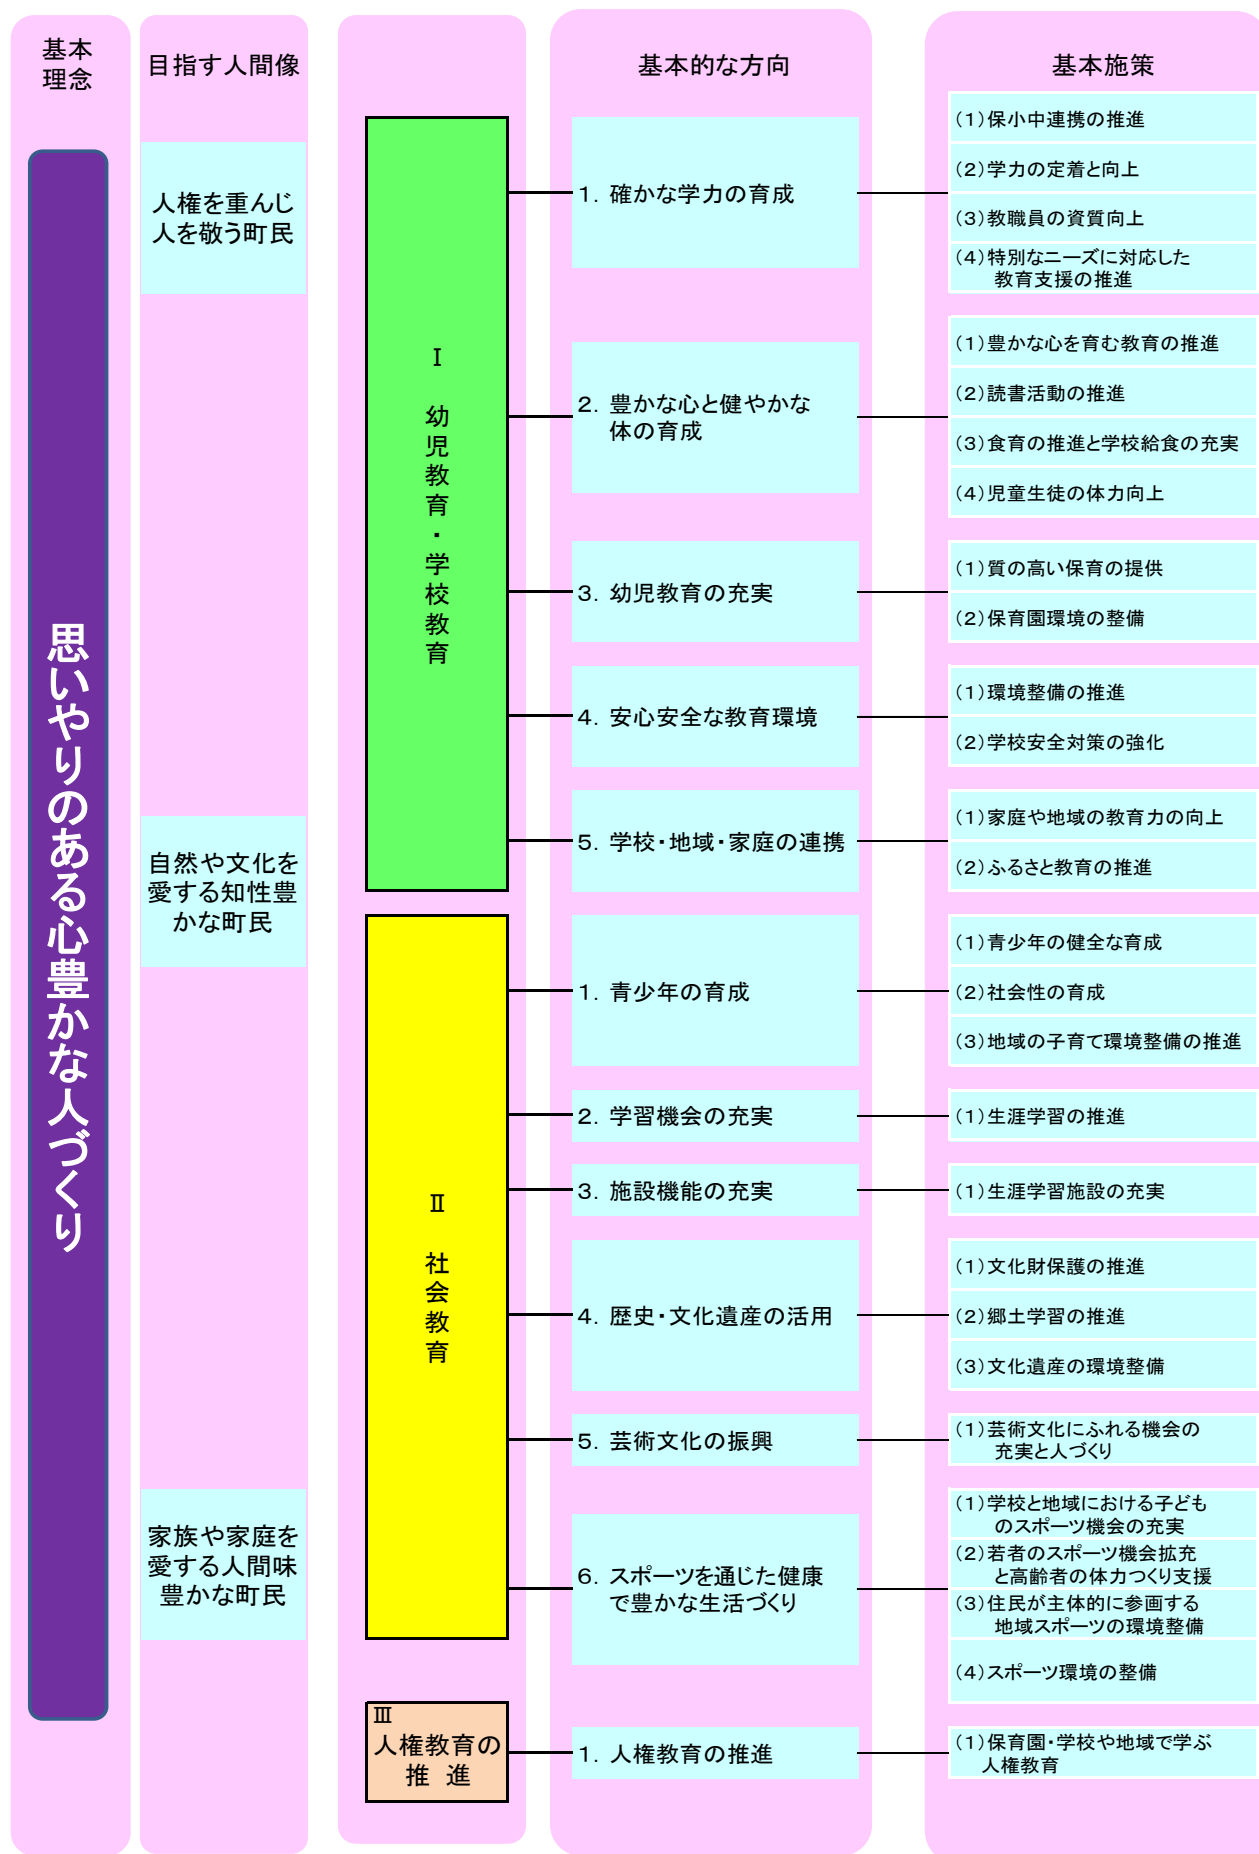 基本
理念
目指す人間像
基本的な方向
基本施策
思いやりのある心豊かな人づくり
人権を重んじ
人を敬う町民
自然や文化を
愛する知性豊
かな町民
家族や家庭を
愛する人間味
豊かな町民
Ⅰ 幼児教育・学校教育
1．確かな学力の育成
（1）保小中連携の推進
（2）学力の定着と向上
（3）教職員の資質向上
（4）特別なニーズに対応した
教育支援の推進
2．豊かな心と健やかな
体の育成
（1）豊かな心を育む教育の推進
（2）読書活動の推進
（3）食育の推進と学校給食の充実
（4）児童生徒の体力向上
3．幼児教育の充実
（1）質の高い保育の提供
（2）保育園環境の整備
4．安心安全な教育環境
（1）環境整備の推進
（2）学校安全対策の強化
5．学校・地域・家庭の連携
（1）家庭や地域の教育力の向上
（2）ふるさと教育の推進
Ⅱ 社会教育
1．青少年の育成
（1）青少年の健全な育成
（2）社会性の育成
（3）地域の子育て環境整備の推進
2．学習機会の充実
（1）生涯学習の推進
3．施設機能の充実
（1）生涯学習施設の充実
4．歴史・文化遺産の活用
（1）文化財保護の推進
（2）郷土学習の推進
（3）文化遺産の環境整備
5．芸術文化の振興
（1）芸術文化にふれる機会の
充実と人づくり
6．スポーツを通じた健康
で豊かな生活づくり
（1）学校と地域における子ども
のスポーツ機会の充実
（2）若者のスポーツ機会拡充
と高齢者の体力つくり支援
（3）住民が主体的に参画する
地域スポーツの環境整備
（4）スポーツ環境の整備
Ⅲ
人権教育の
推 進
1．人権教育の推進
（1）保育園・学校や地域で学ぶ
人権教育